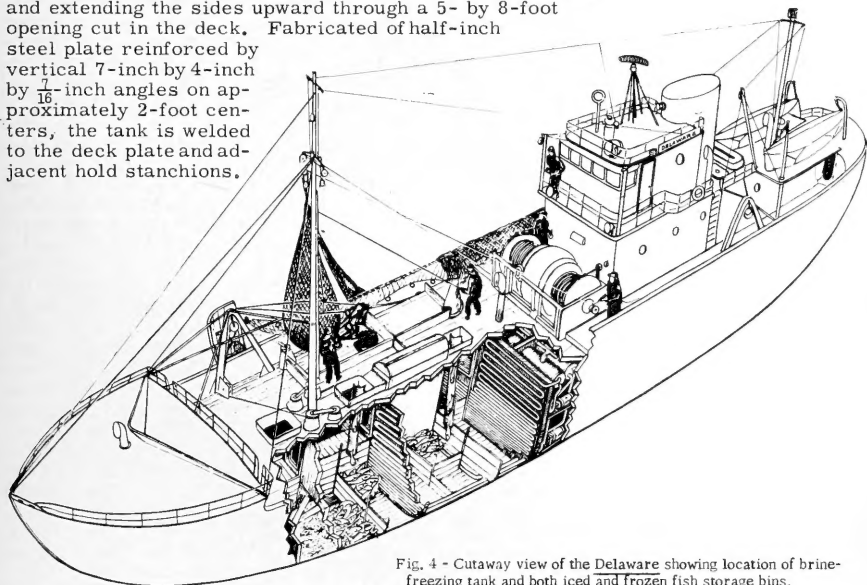 and extending the sides upward through a 5- by 8-foot
opening cut in the deck. Fabricated of half-inch
steel plate reinforced by
vertical 7-inch by 4-inch
by 7/16-inch angles on ap-
proximately 2-foot cen-
ters, the tank is welded
to the deck plate and ad-
jacent hold stanchions.
DELAWARE
Fig. 4 - Cutaway view of the Delaware showing location of brine-
freezing tank and both iced and frozen fish storage bins.